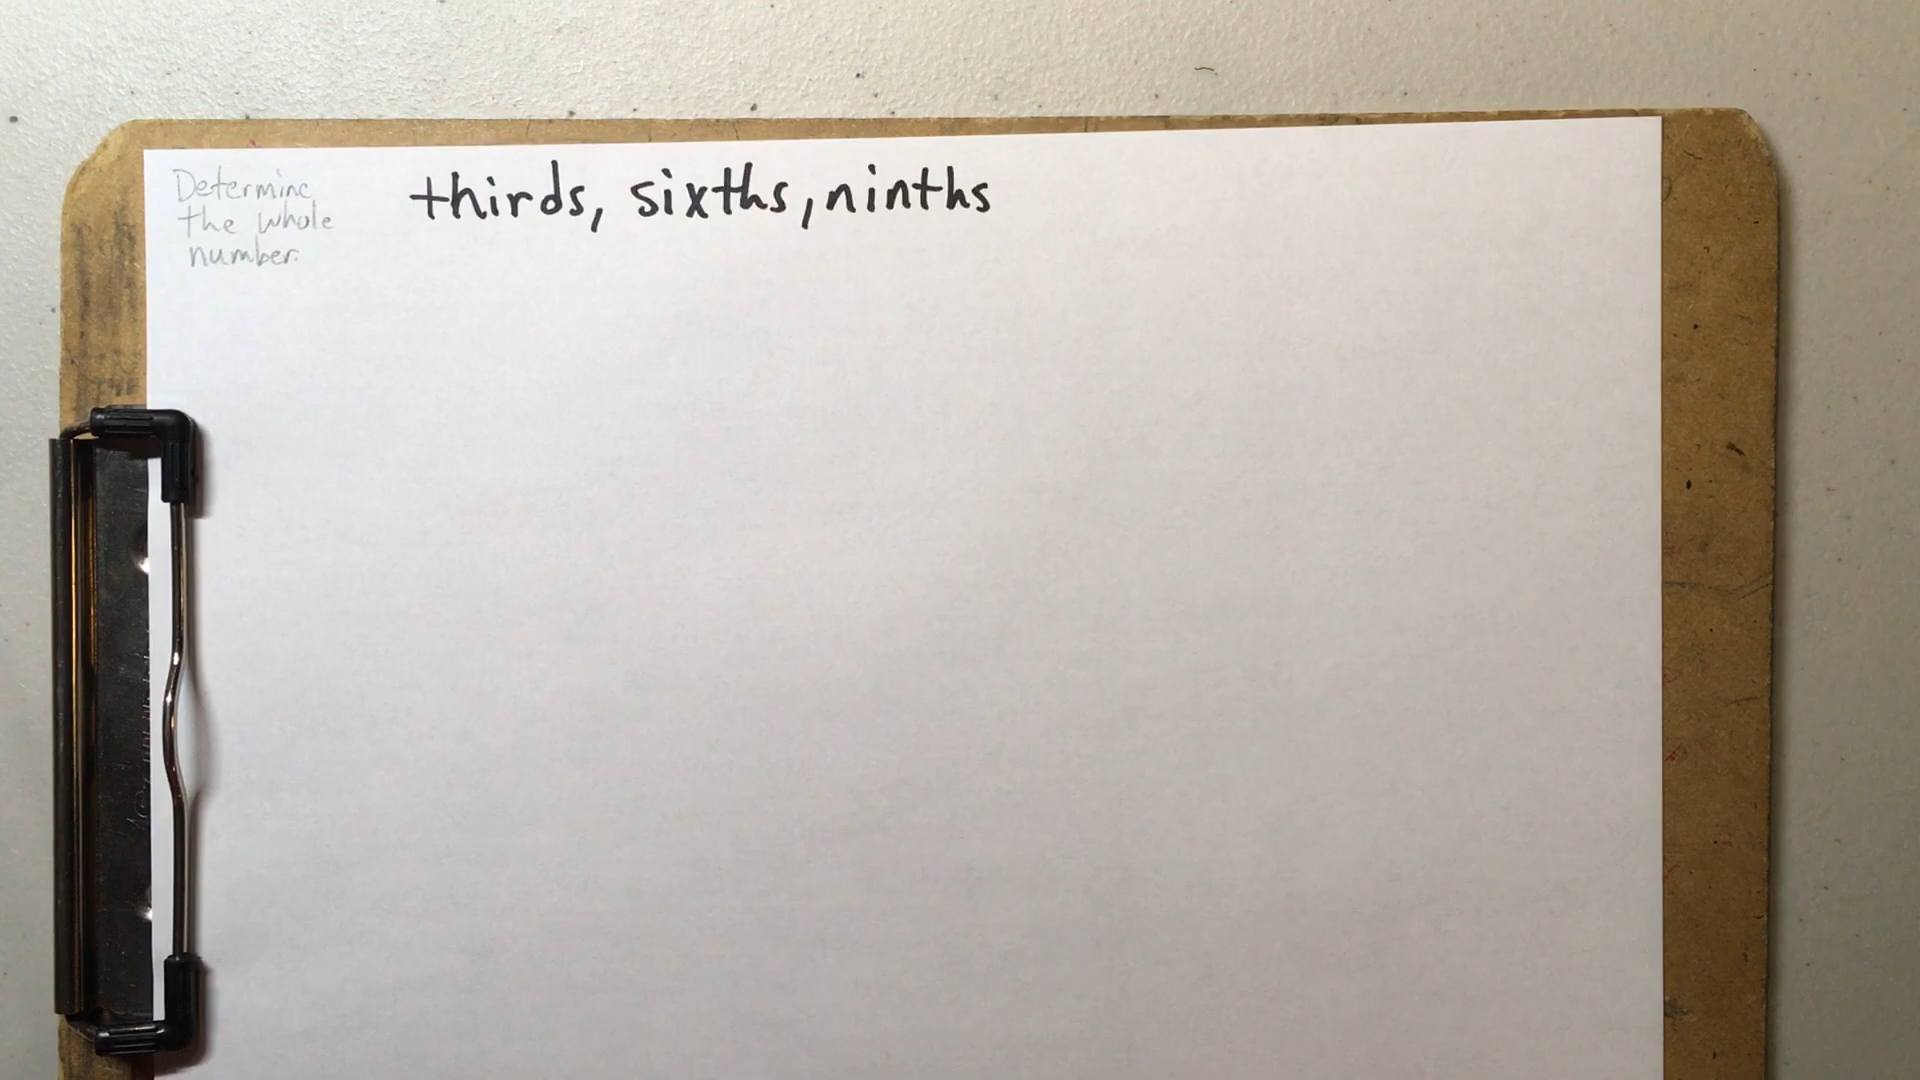 Determine
the whole
number.
thirds, sixths, ninths